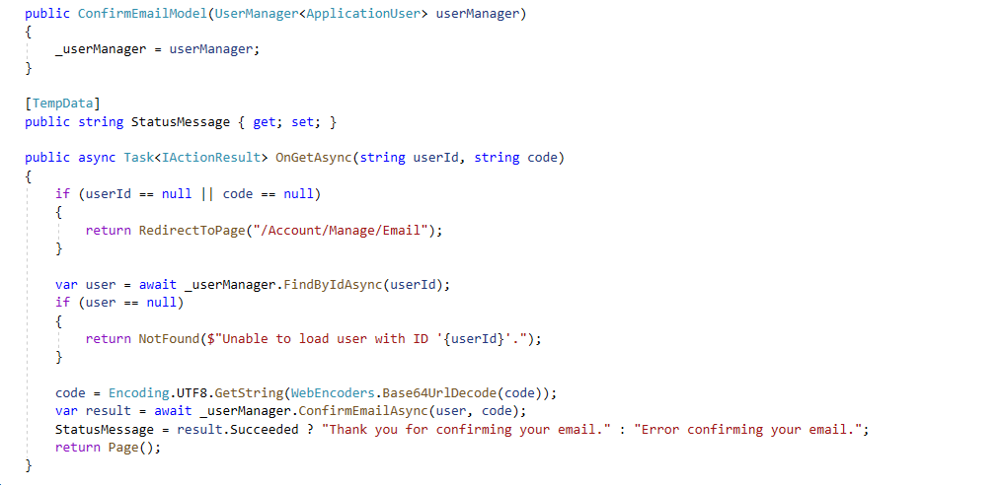 public ConfirmEmailModel(UserManager<ApplicationUser> userManager)
{
    _userManager = userManager;
}

[TempData]
public string StatusMessage { get; set; }

public async Task<IActionResult> OnGetAsync(string userId, string code)
{
    if (userId == null || code == null)
    {
        return RedirectToPage("/Account/Manage/Email");
    }

    var user = await _userManager.FindByIdAsync(userId);
    if (user == null)
    {
        return NotFound($"Unable to load user with ID '{userId}'.");
    }

    code = Encoding.UTF8.GetString(WebEncoders.Base64UrlDecode(code));
    var result = await _userManager.ConfirmEmailAsync(user, code);
    StatusMessage = result.Succeeded ? "Thank you for confirming your email." : "Error confirming your email.";
    return Page();
}